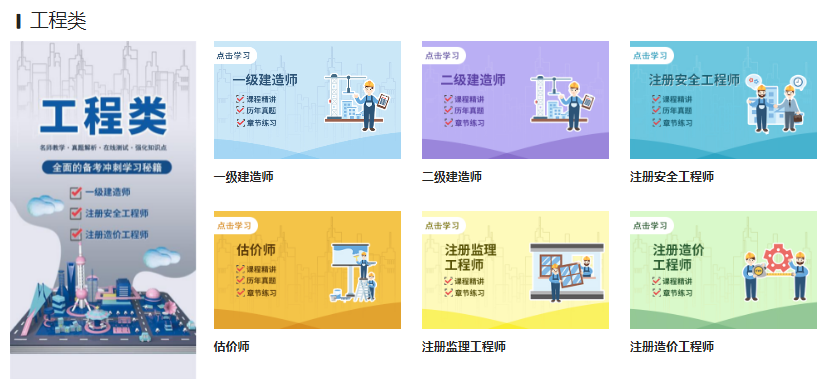 工程类
工程类
名师教学·真题解析·在线测试·强化知识点
全面的备考冲刺学习秘籍
一级建造师
注册安全工程师
注册造价工程师
点击学习
一级建造师
课程精讲
历年真题
章节练习
一级建造师
点击学习
二级建造师
课程精讲
历年真题
章节练习
二级建造师
点击学习
注册安全工程师
课程精讲
历年真题
章节练习
注册安全工程师
点击学习
估价师
课程精讲
历年真题
章节练习
估价师
点击学习
注册监理
工程师
课程精讲
章节练习
注册监理工程师
点击学习
注册造价
工程师
课程精讲
章节练习
注册造价工程师